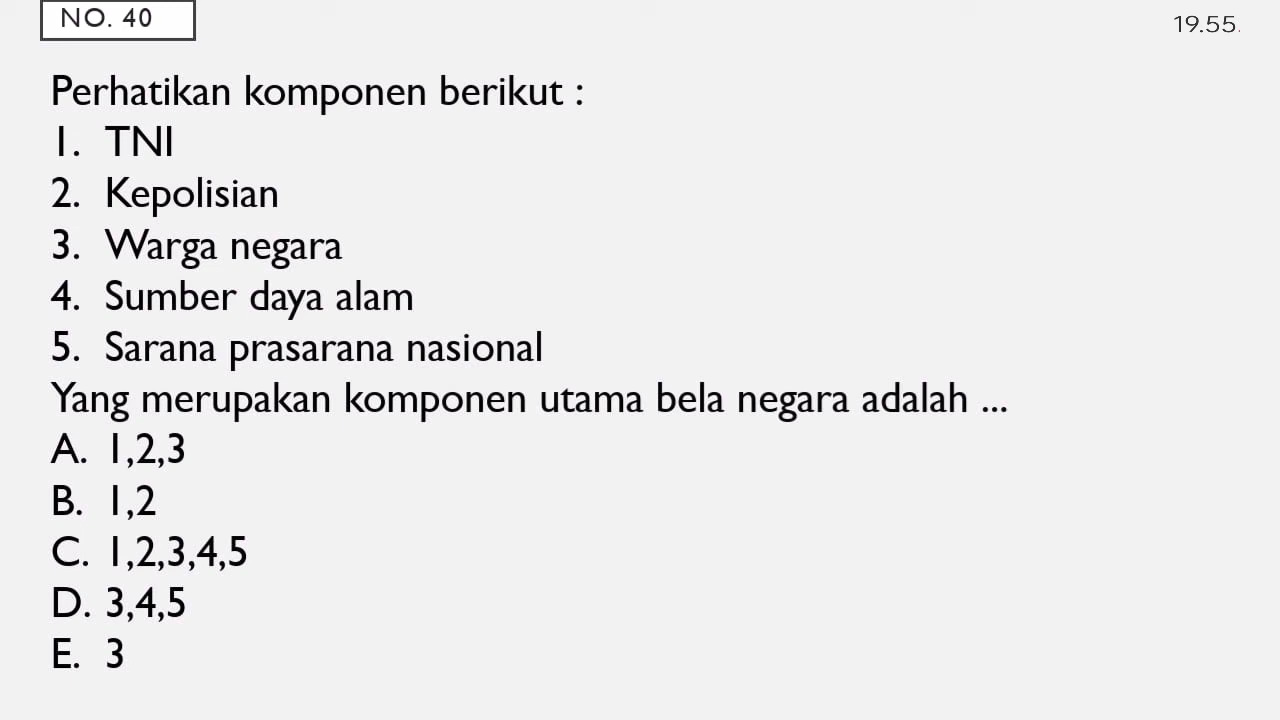 NO. 40
19.55.
Perhatikan komponen berikut :
1. TNI
2. Kepolisian
3. Warga negara
4. Sumber daya alam
5. Sarana prasarana nasional
Yang merupakan komponen utama bela negara adalah ...
A. 1,2,3
B. 1,2
C. 1,2,3,4,5
D. 3,4,5
E. 3